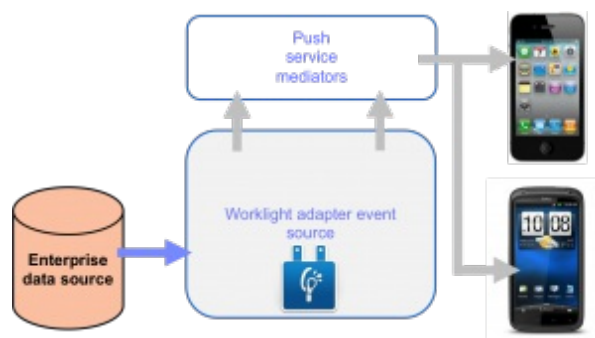 Push
service
mediators
Worklight adapter event
source
Enterprise
data source
10 08